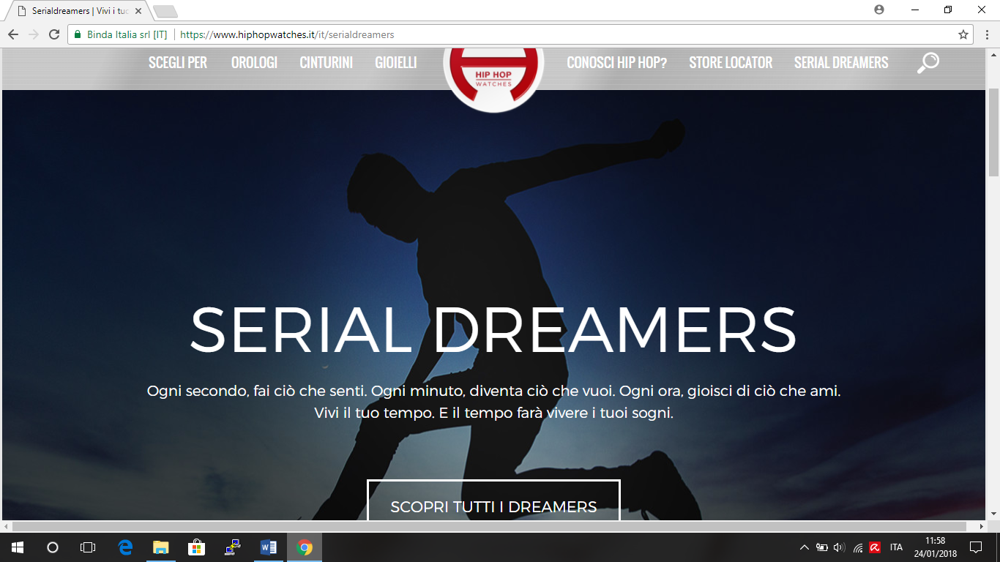 Serialdreamers | Vivi i tuo
Binda Italia srl [IT] https://www.hiphopwatches.it/it/serialdreamers
SCEGLI PER OROLOGI CINTURINI GIOIELLI CONOSCI HIP HOP? STORE LOCATOR SERIAL DREAMERS
HIP HOP
WATCHES
SERIAL DREAMERS
Ogni secondo, fai ciò che senti. Ogni minuto, diventa ciò che vuoi. Ogni ora, gioisci di ciò che ami.
Vivi il tuo tempo. E il tempo farà vivere i tuoi sogni.
SCOPRI TUTTI I DREAMERS
ITA
11:58
24/01/2018